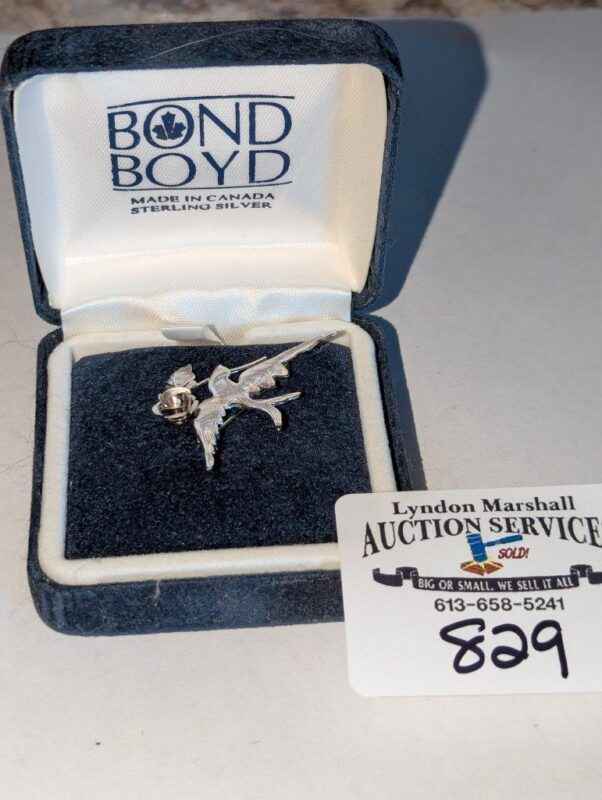 BOND
BOYD
MADE IN CANADA
STERLING SILVER
Lyndon Marshall
AUCTION SERVICE
SOLD!
BIG OR SMALL, WE SELL IT ALL
613-658-5241
829